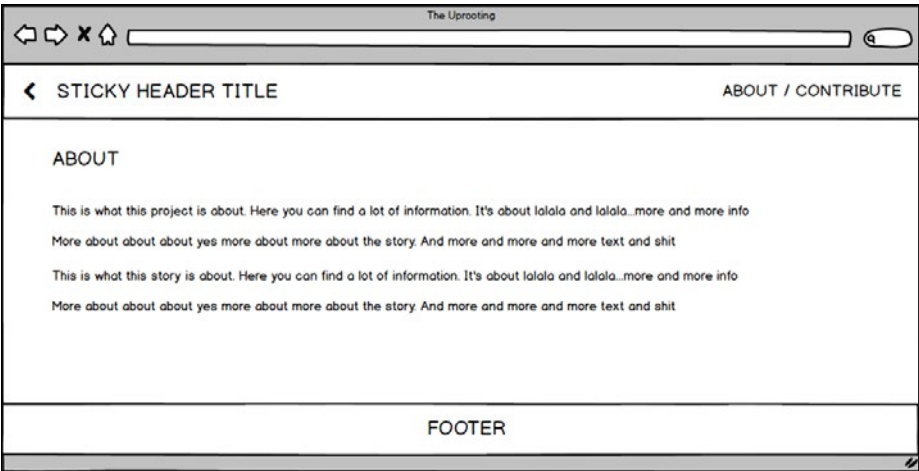 The Uprooting
STICKY HEADER TITLE
ABOUT / CONTRIBUTE
ABOUT
This is what this project is about. Here you can find a lot of information. It's about lalala and lalala...more and more info
More about about about yes more about more about the story. And more and more and more text and shit
This is what this story is about. Here you can find a lot of information. It's about lalala and lalala...more and more info
More about about about yes more about more about the story. And more and more and more text and shit
FOOTER